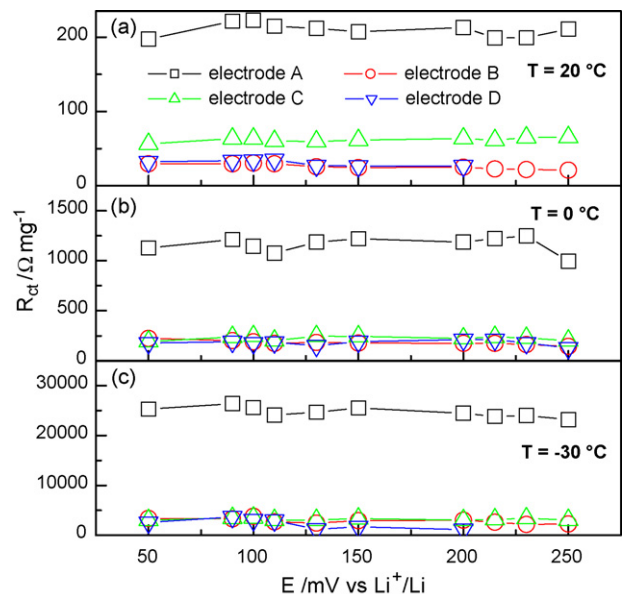 (a)
200
100
0
electrode A
electrode B
electrode C
electrode D
T = 20 °C
(b)
1500
1000
500
0
T = 0 °C
R_ct /Ω mg⁻¹
(c)
30000
20000
10000
0
T = -30 °C
50 100 150 200 250
E /mV vs Li⁺/Li